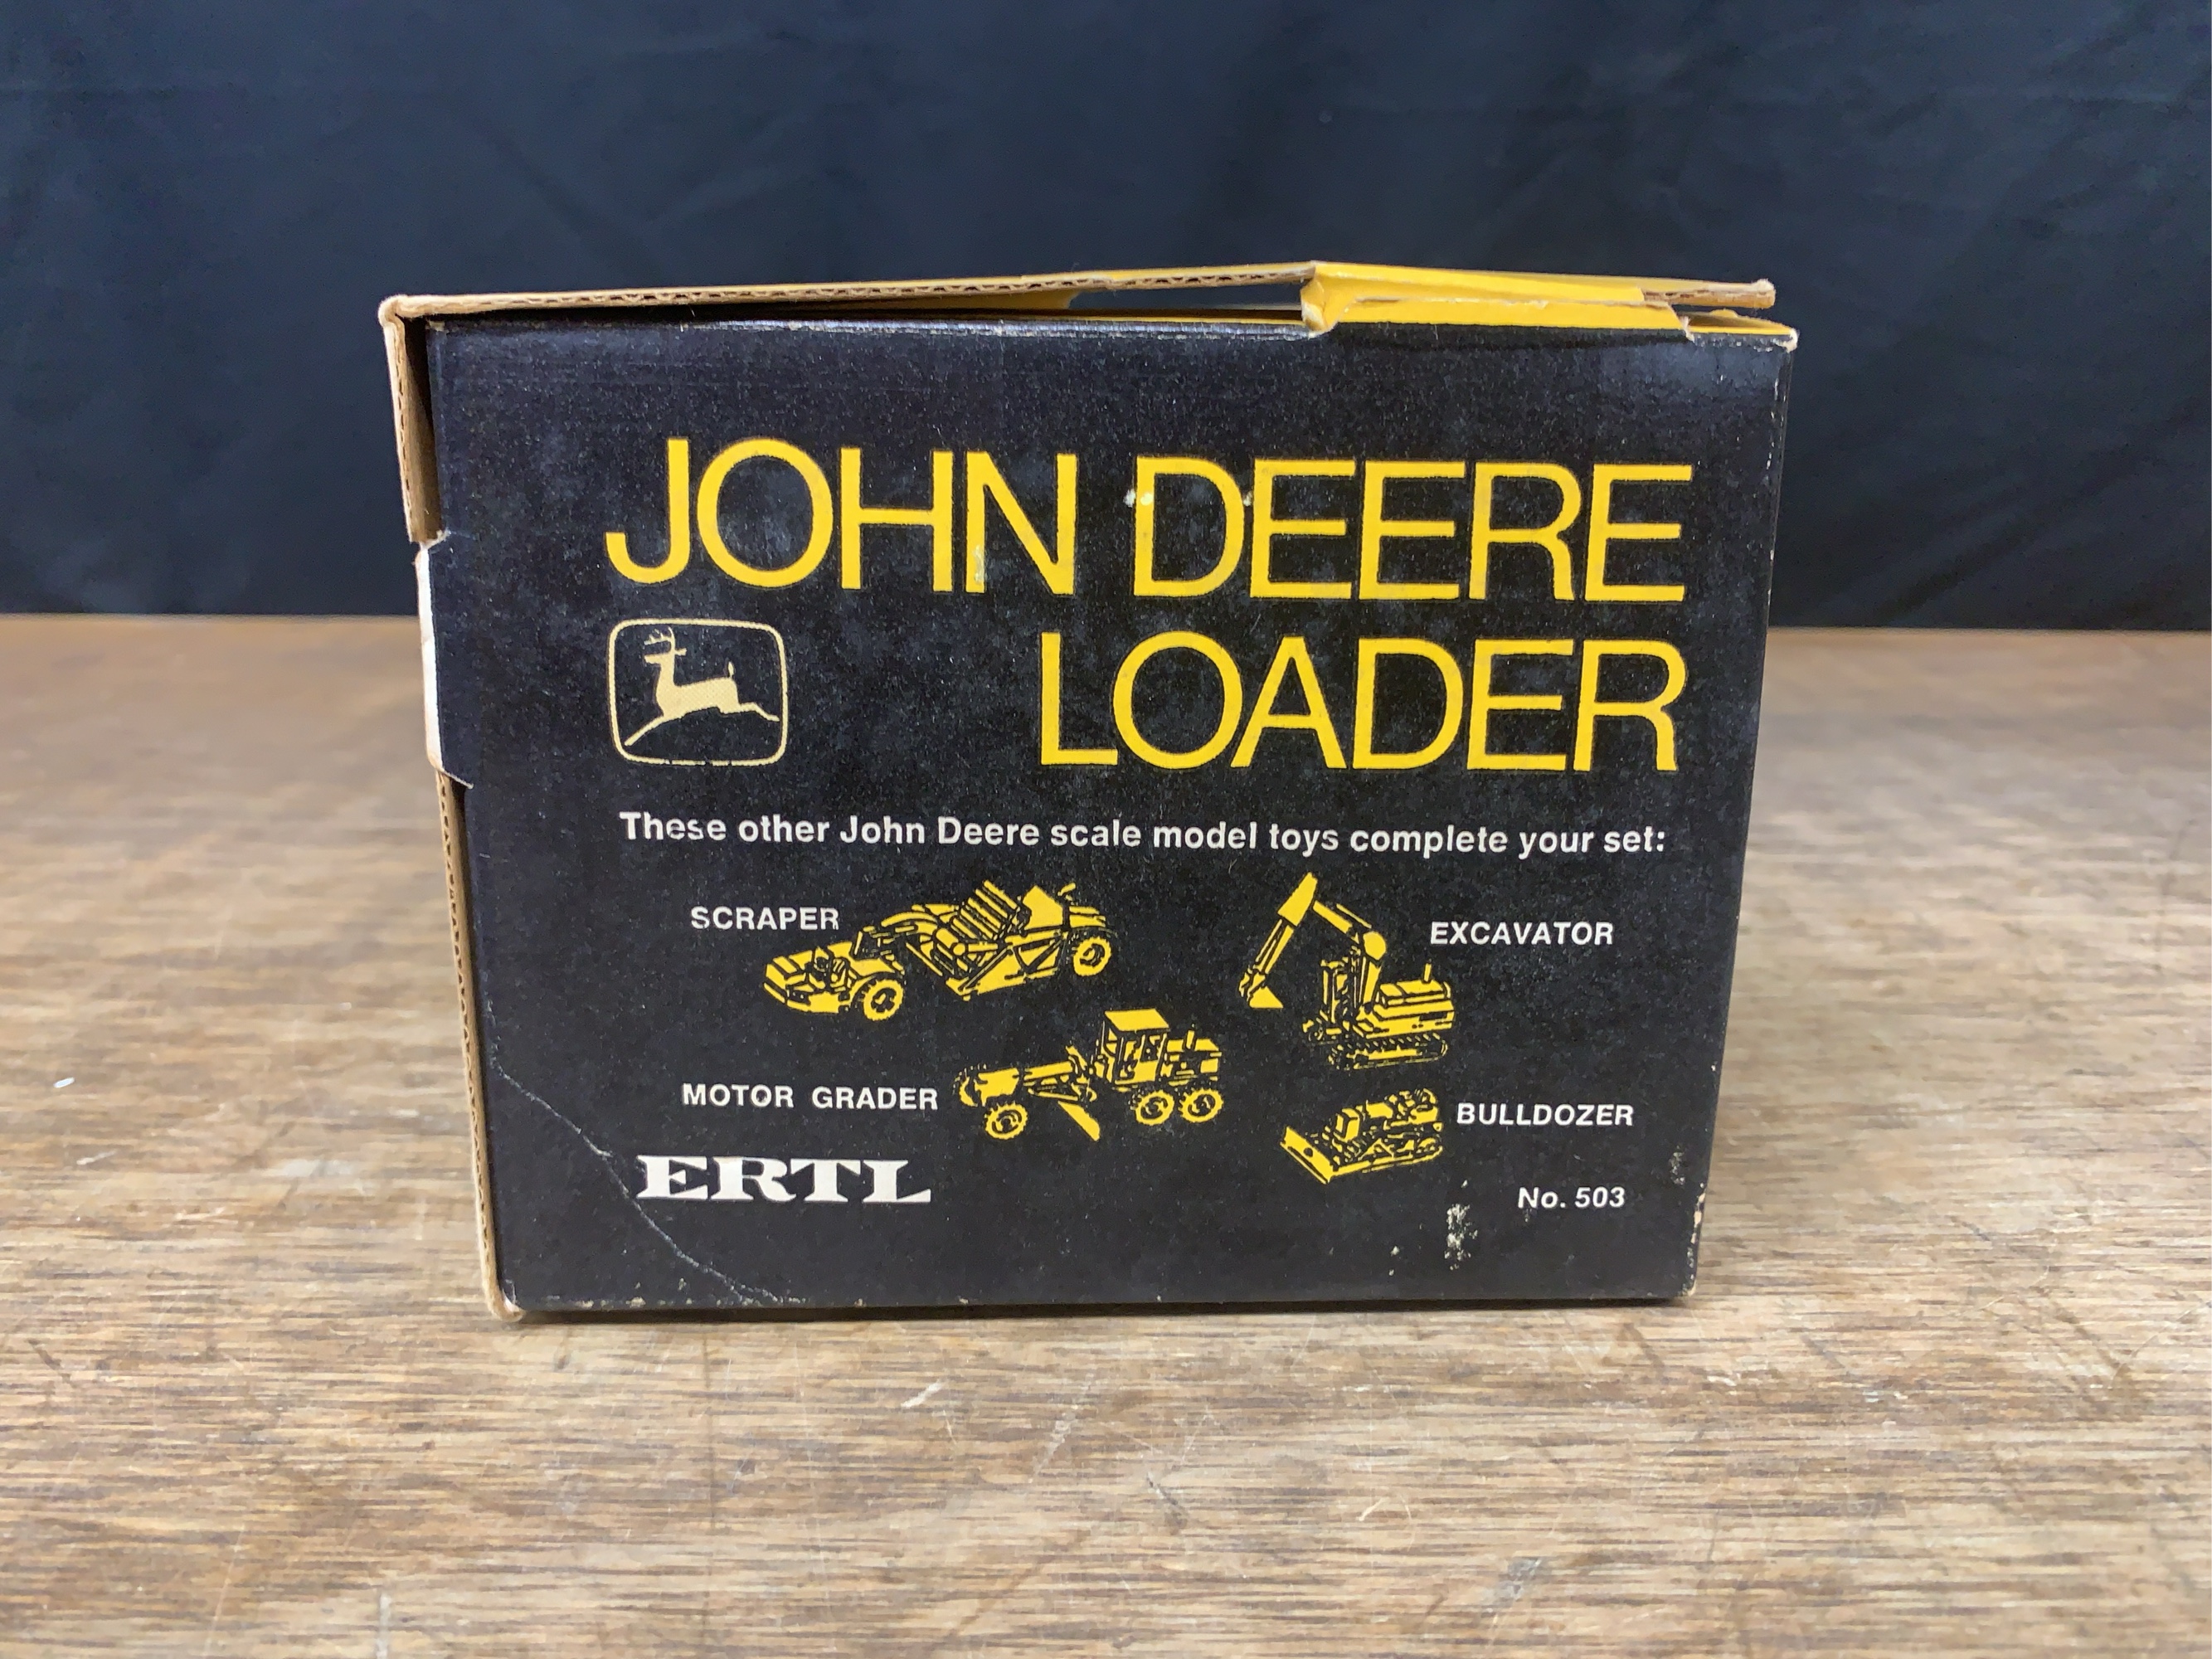 JOHN DEERE
LOADER
These other John Deere scale model toys complete your set:
SCRAPER
EXCAVATOR
MOTOR GRADER
BULLDOZER
ERTL
No. 503